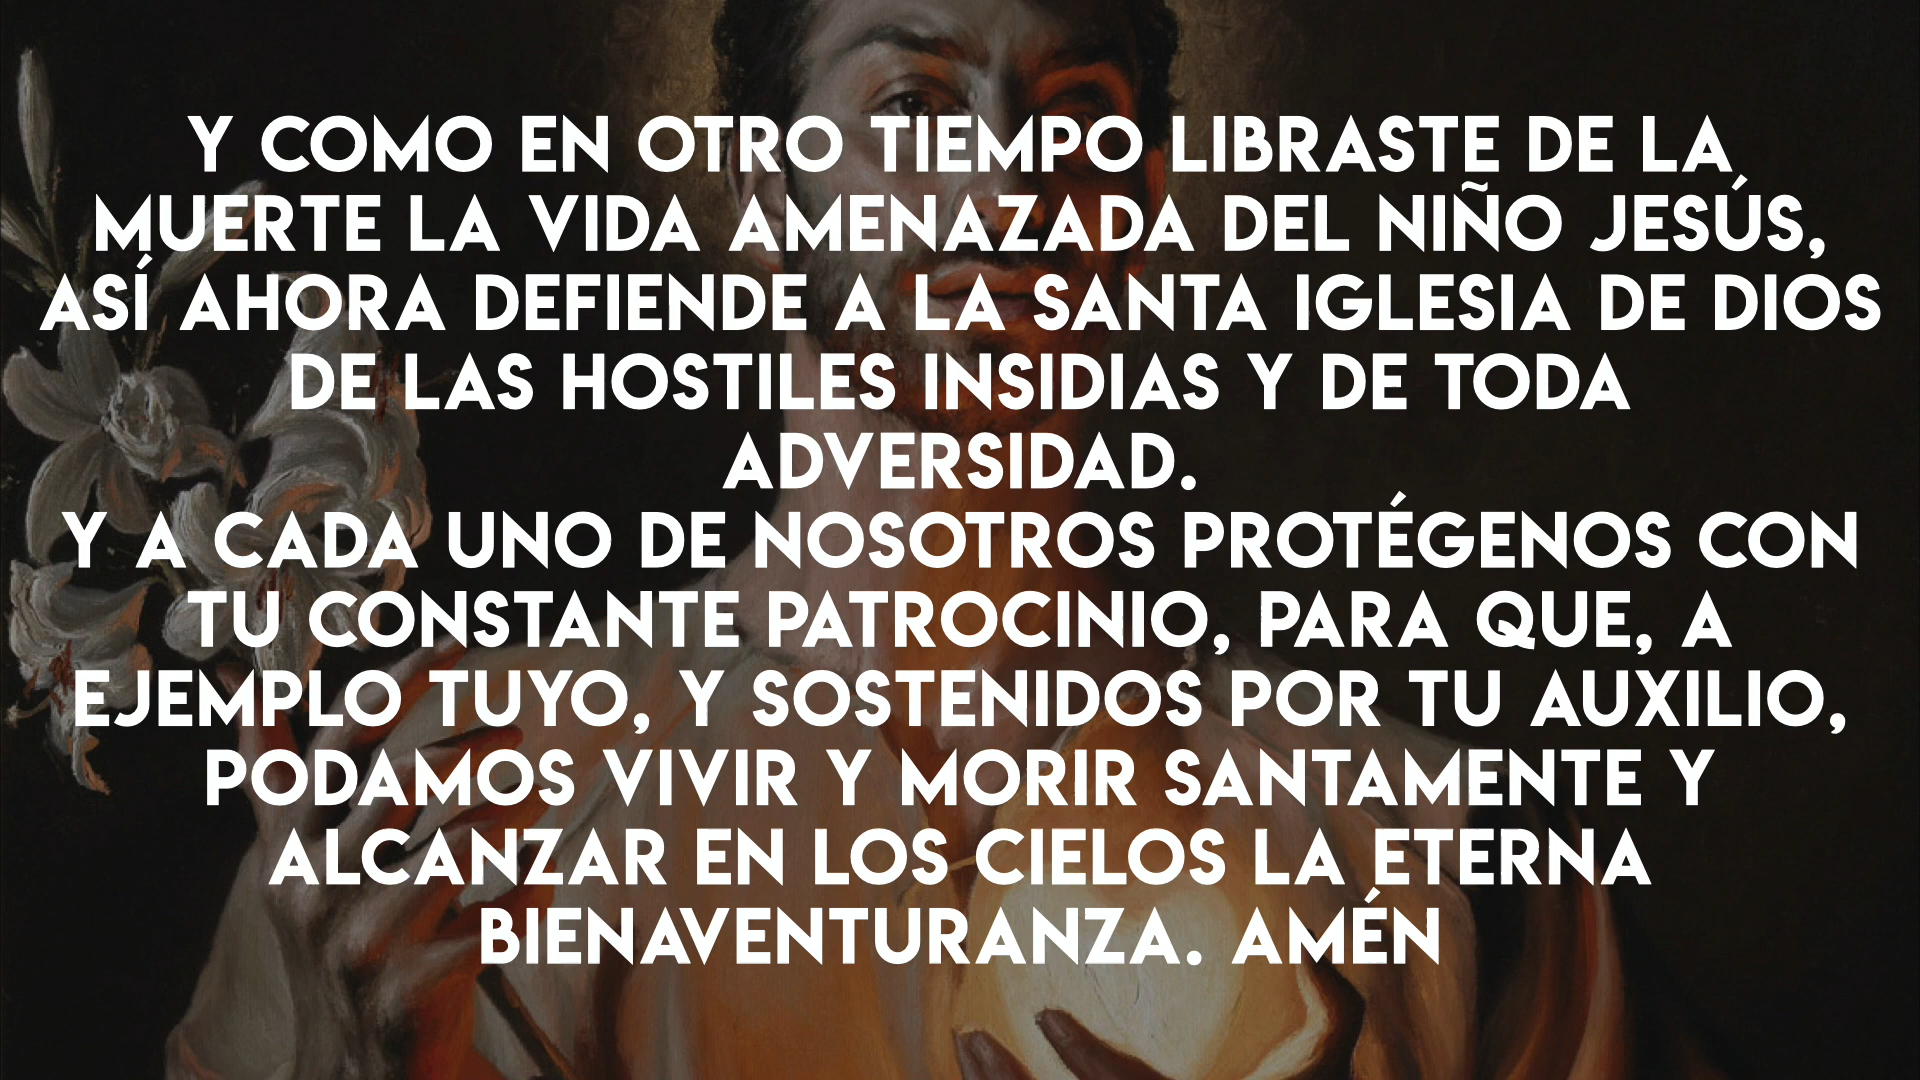 Y COMO EN OTRO TIEMPO LIBRASTE DE LA
MUERTE LA VIDA AMENAZADA DEL NIÑO JESÚS,
ASÍ AHORA DEFIENDE A LA SANTA IGLESIA DE DIOS
DE LAS HOSTILES INSIDIAS Y DE TODA
ADVERSIDAD.
Y A CADA UNO DE NOSOTROS PROTÉGENOS CON
TU CONSTANTE PATROCINIO, PARA QUE, A
EJEMPLO TUYO, Y SOSTENIDOS POR TU AUXILIO,
PODAMOS VIVIR Y MORIR SANTAMENTE Y
ALCANZAR EN LOS CIELOS LA ETERNA
BIENAVENTURANZA. AMÉN